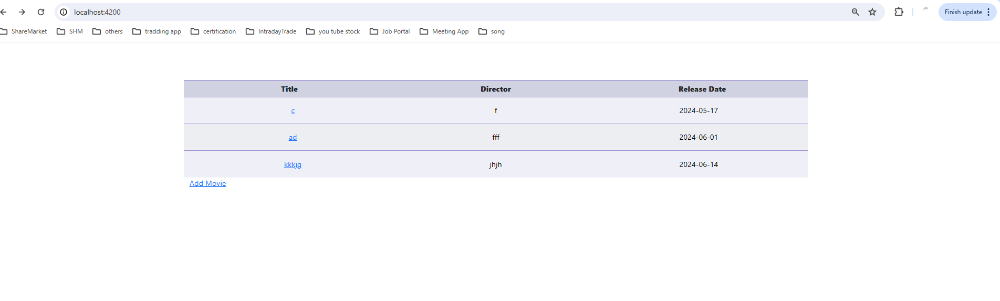 localhost:4200
Finish update
ShareMarket SHM others tradding app certification IntradayTrade you tube stock Job Portal Meeting App song
Title Director Release Date
c f 2024-05-17
ad fff 2024-06-01
kkkjg jhjh 2024-06-14
Add Movie